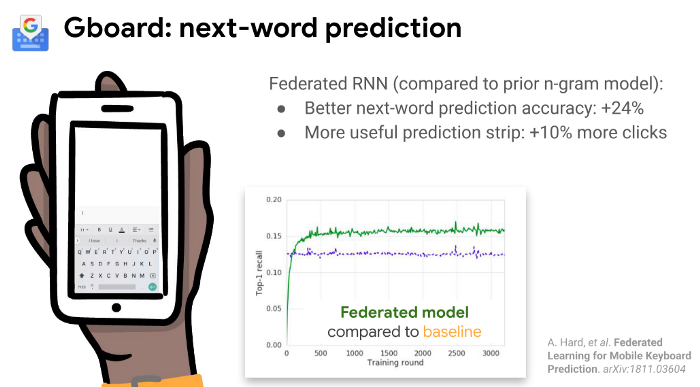 Gboard: next-word prediction
Federated RNN (compared to prior n-gram model):
● Better next-word prediction accuracy: +24%
● More useful prediction strip: +10% more clicks
0.20
0.15
0.10
0.05
0.00
Top-1 recall
0 500 1000 1500 2000 2500 3000
Training round
Federated model
compared to baseline
I love I Thanks
Q W E R T Y U I O P
A S D F G H J K L
Z X C V B N M
A. Hard, et al. Federated
Learning for Mobile Keyboard
Prediction. arXiv:1811.03604